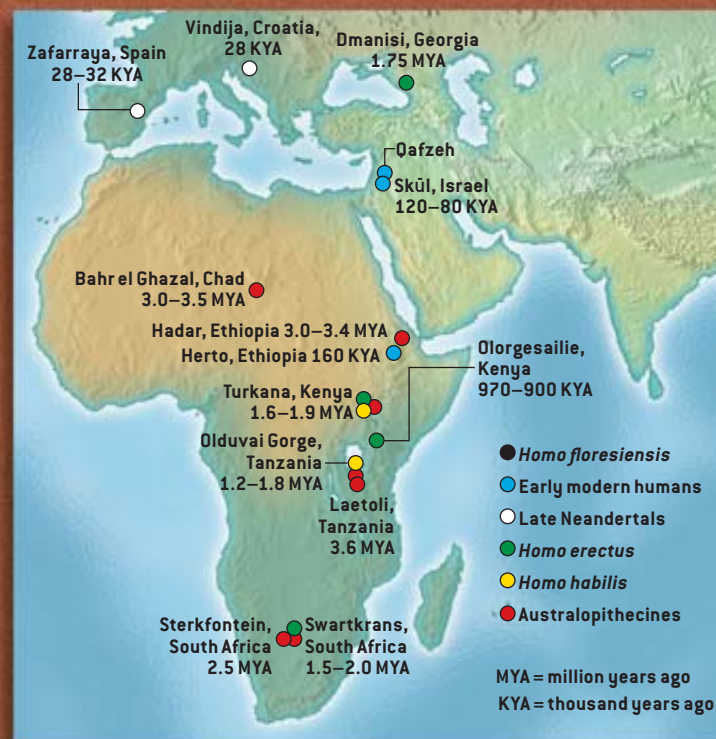 Vindija, Croatia,
28 KYA
Zafarraya, Spain
28–32 KYA
Dmanisi, Georgia
1.75 MYA
Qafzeh
Skūl, Israel
120–80 KYA
Bahr el Ghazal, Chad
3.0–3.5 MYA
Hadar, Ethiopia 3.0–3.4 MYA
Herto, Ethiopia 160 KYA
Olorgesailie,
Kenya
970–900 KYA
Turkana, Kenya
1.6–1.9 MYA
Olduvai Gorge,
Tanzania
1.2–1.8 MYA
Laetoli,
Tanzania
3.6 MYA
Homo floresiensis
Early modern humans
Late Neandertals
Homo erectus
Homo habilis
Australopithecines
Sterkfontein,
South Africa
2.5 MYA
Swartkrans,
South Africa
1.5–2.0 MYA
MYA = million years ago
KYA = thousand years ago